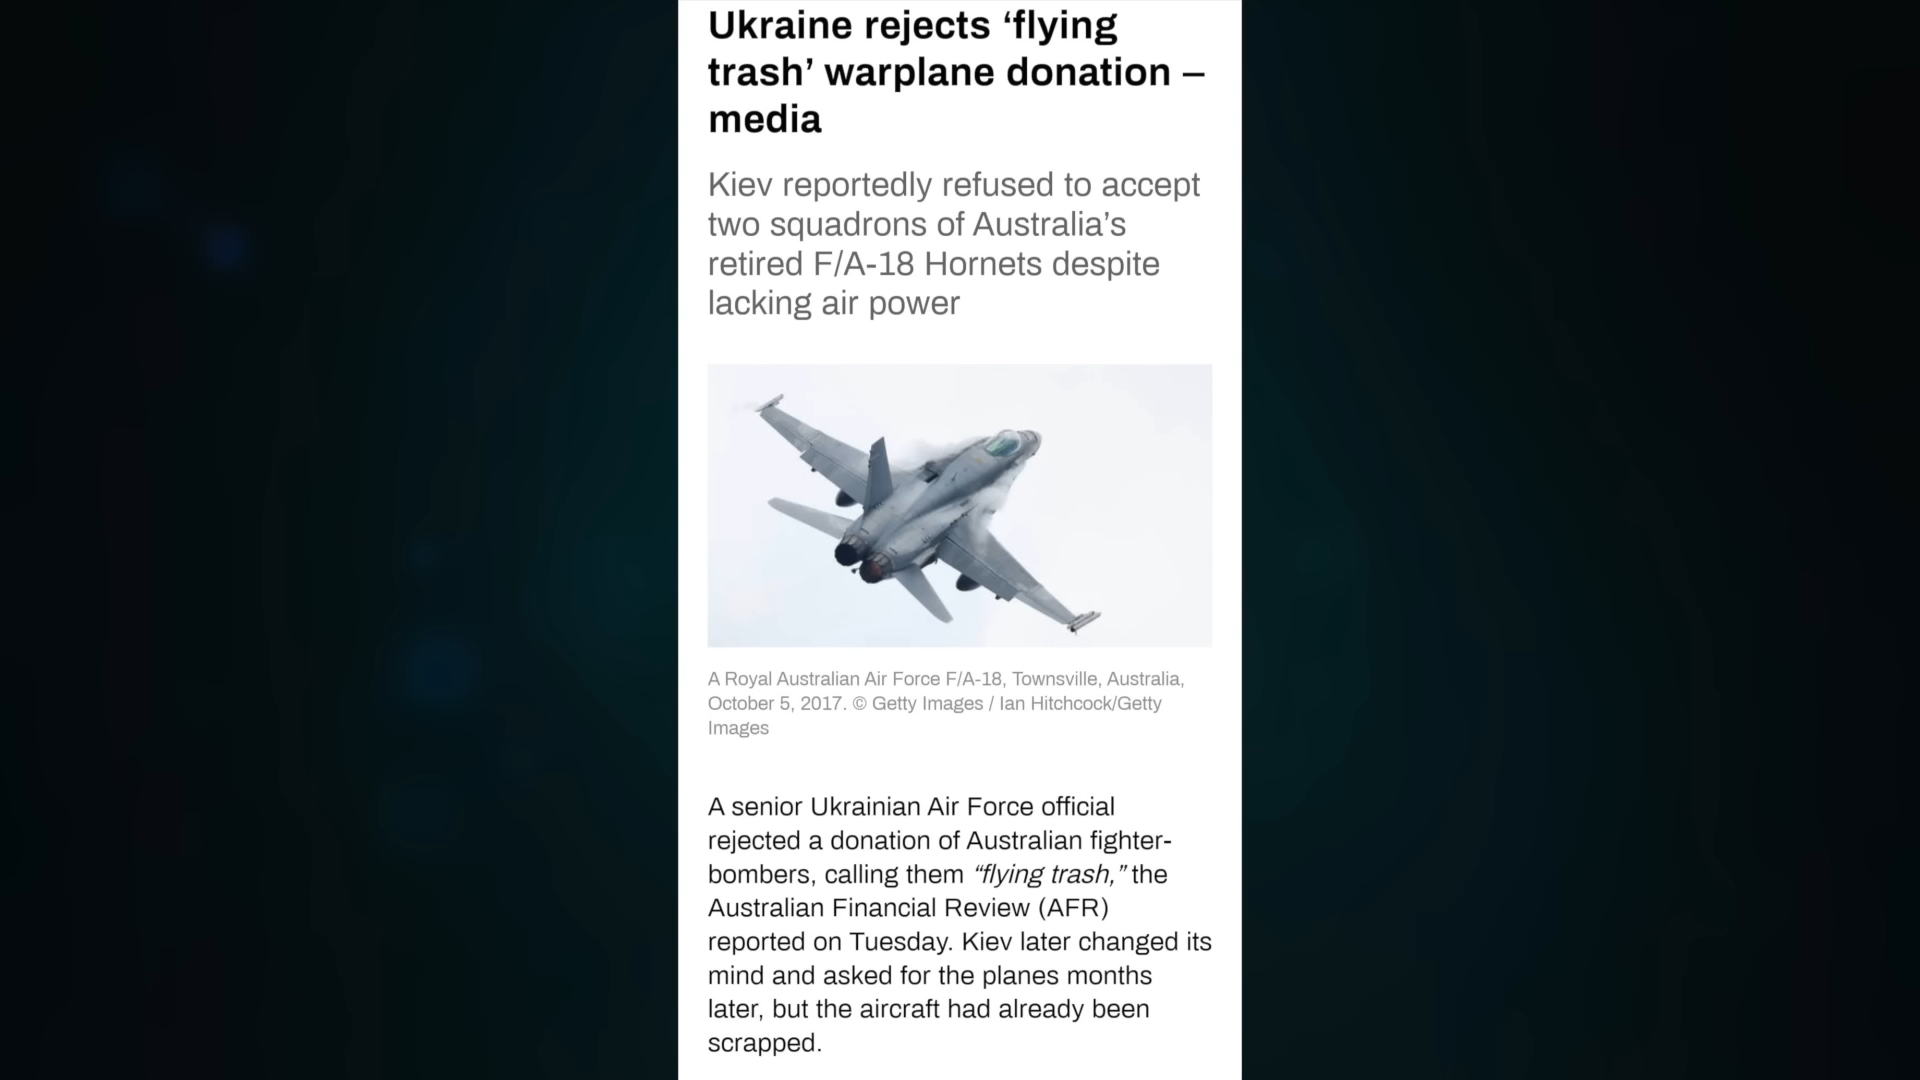 Ukraine rejects ‘flying
trash’ warplane donation –
media
Kiev reportedly refused to accept
two squadrons of Australia’s
retired F/A-18 Hornets despite
lacking air power
A Royal Australian Air Force F/A-18, Townsville, Australia,
October 5, 2017. © Getty Images / Ian Hitchcock/Getty
Images
A senior Ukrainian Air Force official
rejected a donation of Australian fighter-
bombers, calling them “flying trash,” the
Australian Financial Review (AFR)
reported on Tuesday. Kiev later changed its
mind and asked for the planes months
later, but the aircraft had already been
scrapped.